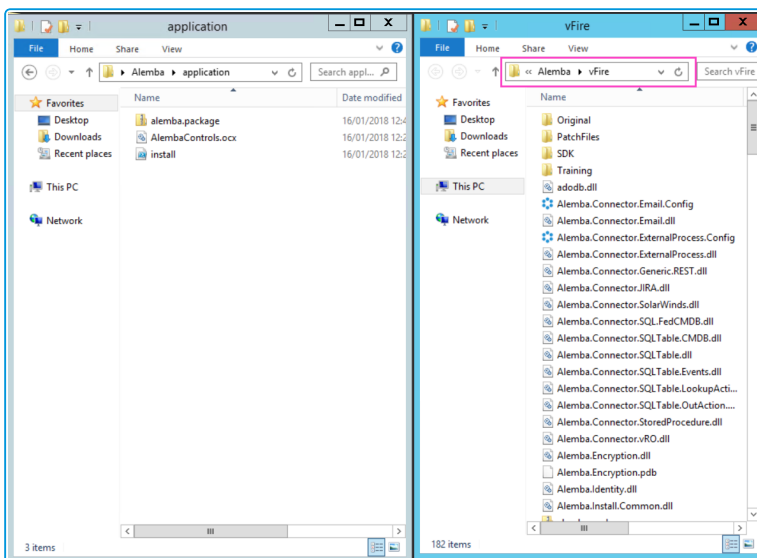 application
File Home Share View
Alemba application
Search appl...
Favorites
Desktop
Downloads
Recent places
This PC
Network
Name Date modified
alemba.package 16/01/2018 12:4
AlembaControls.ocx 16/01/2018 12:2
install 16/01/2018 12:2
3 items
vFire
File Home Share View
« Alemba vFire
Search vFire
Favorites
Desktop
Downloads
Recent places
This PC
Network
Name
Original
PatchFiles
SDK
Training
adodb.dll
Alemba.Connector.Email.Config
Alemba.Connector.Email.dll
Alemba.Connector.ExternalProcess.Config
Alemba.Connector.ExternalProcess.dll
Alemba.Connector.Generic.REST.dll
Alemba.Connector.JIRA.dll
Alemba.Connector.SolarWinds.dll
Alemba.Connector.SQL.FedCMDB.dll
Alemba.Connector.SQLTable.CMDB.dll
Alemba.Connector.SQLTable.dll
Alemba.Connector.SQLTable.Events.dll
Alemba.Connector.SQLTable.LookupActi...
Alemba.Connector.SQLTable.OutAction....
Alemba.Connector.StoredProcedure.dll
Alemba.Connector.vRO.dll
Alemba.Encryption.dll
Alemba.Encryption.pdb
Alemba.Identity.dll
Alemba.Install.Common.dll
182 items